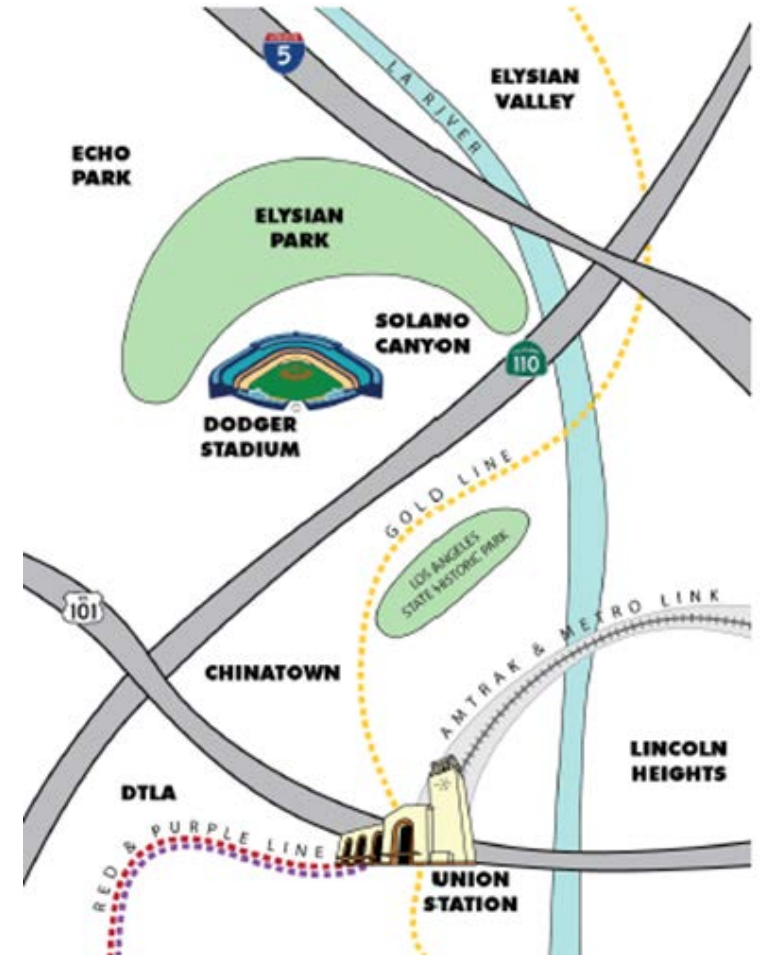 5
LA RIVER
ELYSIAN
VALLEY
ECHO
PARK
ELYSIAN
PARK
SOLANO
CANYON
110
DODGER
STADIUM
GOLD LINE
LOS ANGELES
STATE HISTORIC PARK
101
AMTRAK & METRO LINK
CHINATOWN
LINCOLN
HEIGHTS
DTLA
RED & PURPLE LINE
UNION
STATION